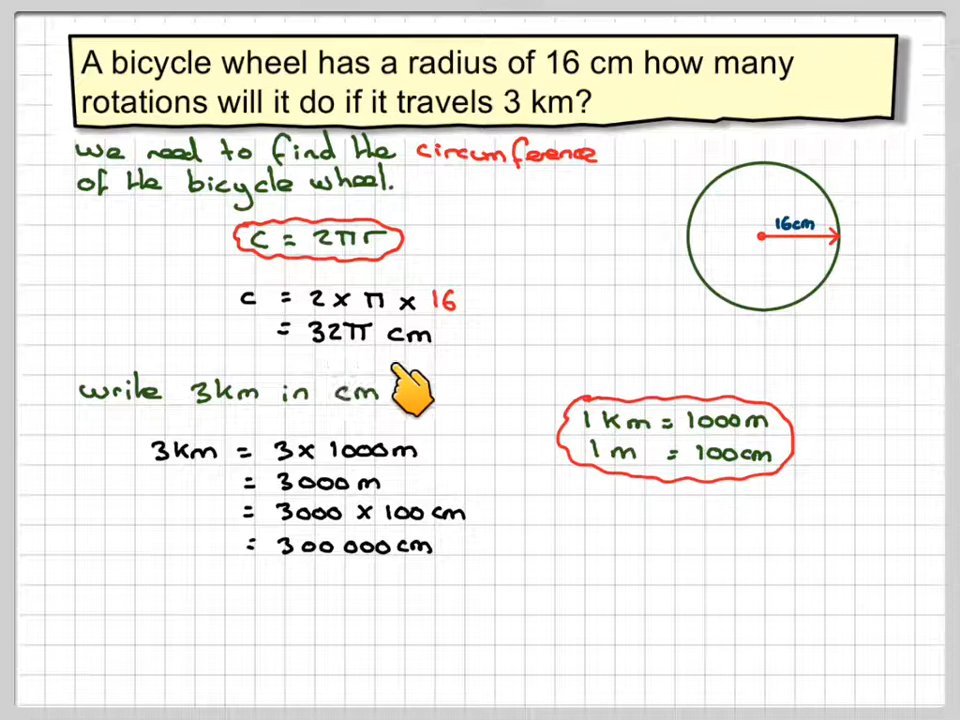 A bicycle wheel has a radius of 16 cm how many
rotations will it do if it travels 3 km?
we need to find the circumference
of the bicycle wheel.
C = 2πr
16cm
C = 2 × π × 16
= 32π cm
write 3km in cm
1 km = 1000m
1 m = 100cm
3km = 3 × 1000m
= 3000 m
= 3000 × 100 cm
= 300 000 cm